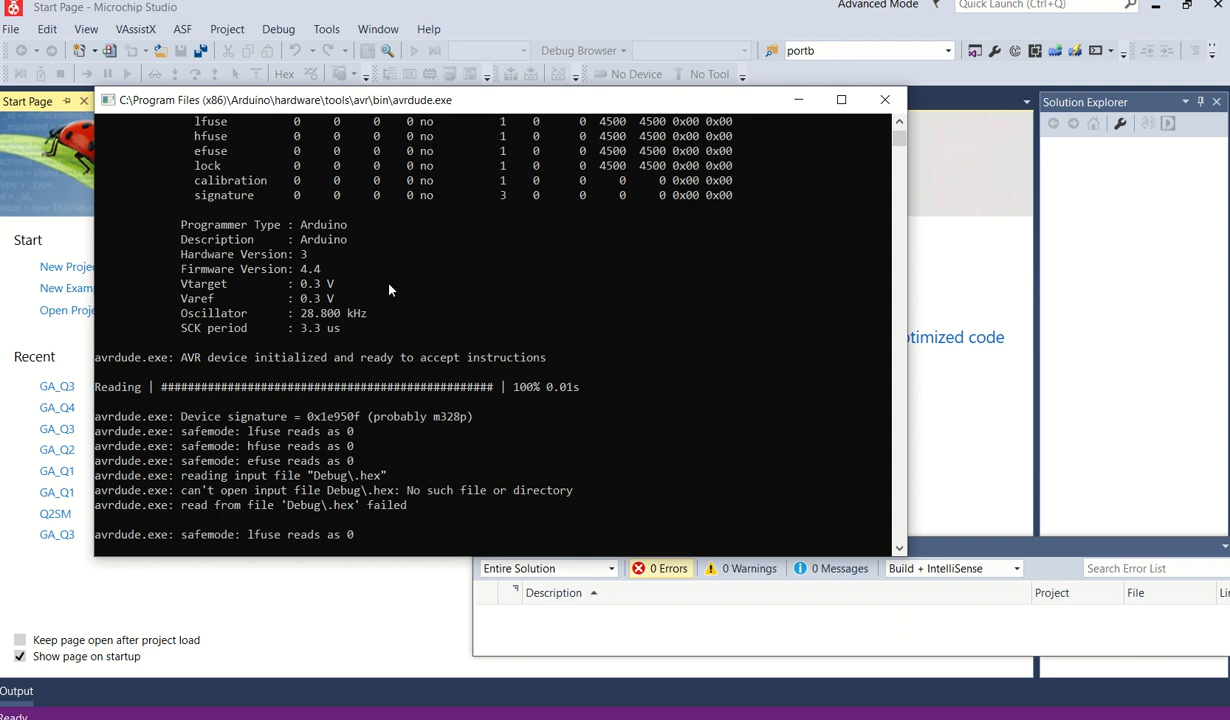 Start Page - Microchip Studio
Advanced Mode
Quick Launch (Ctrl+Q)
File Edit View VAssistX ASF Project Debug Tools Window Help
Debug Browser
portb
Hex
No Device
No Tool
Start Page
C:\Program Files (x86)\Arduino\hardware\tools\avr\bin\avrdude.exe
Solution Explorer
lfuse 0 0 0 0 no 1 0 0 4500 4500 0x00 0x00
hfuse 0 0 0 0 no 1 0 0 4500 4500 0x00 0x00
efuse 0 0 0 0 no 1 0 0 4500 4500 0x00 0x00
lock 0 0 0 0 no 1 0 0 4500 4500 0x00 0x00
calibration 0 0 0 0 no 1 0 0 0 0 0x00 0x00
signature 0 0 0 0 no 3 0 0 0 0 0x00 0x00
Programmer Type : Arduino
Description : Arduino
Hardware Version: 3
Firmware Version: 4.4
Vtarget : 0.3 V
Varef : 0.3 V
Oscillator : 28.800 kHz
SCK period : 3.3 us
avrdude.exe: AVR device initialized and ready to accept instructions
Reading | ################################################## | 100% 0.01s
avrdude.exe: Device signature = 0x1e950f (probably m328p)
avrdude.exe: safemode: lfuse reads as 0
avrdude.exe: safemode: hfuse reads as 0
avrdude.exe: safemode: efuse reads as 0
avrdude.exe: reading input file "Debug\.hex"
avrdude.exe: can't open input file Debug\.hex: No such file or directory
avrdude.exe: read from file 'Debug\.hex' failed
avrdude.exe: safemode: lfuse reads as 0
Start
New Proje
New Exam
Open Proje
Recent
GA_Q3
GA_Q4
GA_Q3
GA_Q2
GA_Q1
GA_Q1
Q2SM
GA_Q3
timized code
Entire Solution
0 Errors
0 Warnings
0 Messages
Build + IntelliSense
Search Error List
Description
Project
File
Li
Keep page open after project load
Show page on startup
Output
Ready